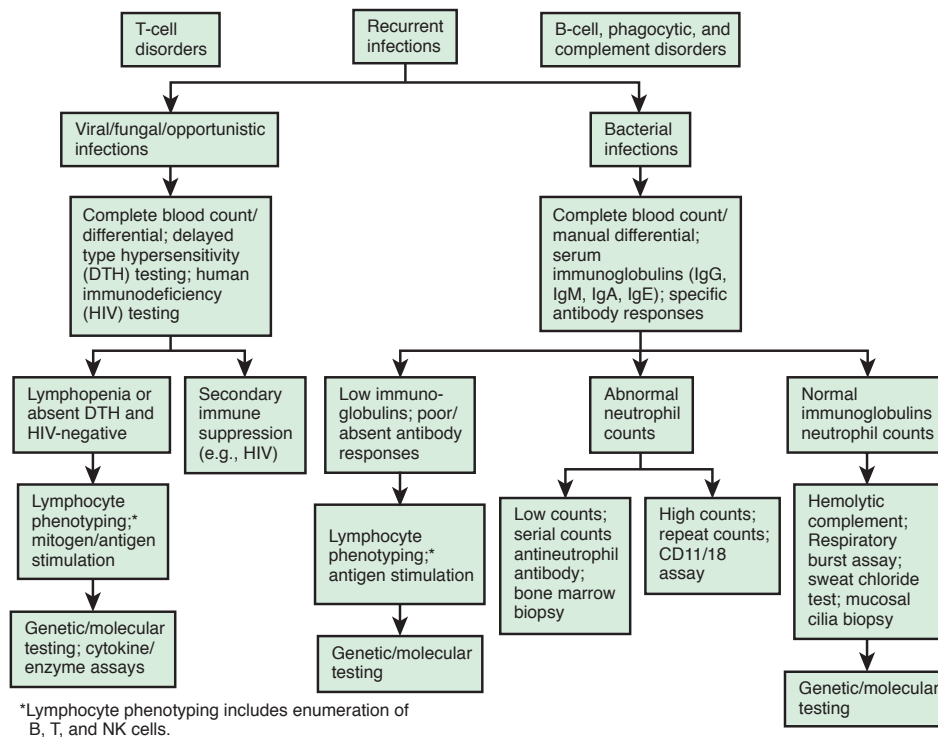 T-cell
disorders
Recurrent
infections
B-cell, phagocytic, and
complement disorders
Viral/fungal/opportunistic
infections
Bacterial
infections
Complete blood count/
differential; delayed
type hypersensitivity
(DTH) testing; human
immunodeficiency
(HIV) testing
Complete blood count/
manual differential;
serum
immunoglobulins (IgG,
IgM, IgA, IgE); specific
antibody responses
Lymphopenia or
absent DTH and
HIV-negative
Secondary
immune
suppression
(e.g., HIV)
Low immuno-
globulins; poor/
absent antibody
responses
Abnormal
neutrophil
counts
Normal
immunoglobulins
neutrophil counts
Lymphocyte
phenotyping;*
mitogen/antigen
stimulation
Lymphocyte
phenotyping;*
antigen stimulation
Low counts;
serial counts
antineutrophil
antibody;
bone marrow
biopsy
High counts;
repeat counts;
CD11/18
assay
Hemolytic
complement;
Respiratory
burst assay;
sweat chloride
test; mucosal
cilia biopsy
Genetic/molecular
testing; cytokine/
enzyme assays
Genetic/molecular
testing
Genetic/molecular
testing
*Lymphocyte phenotyping includes enumeration of
B, T, and NK cells.